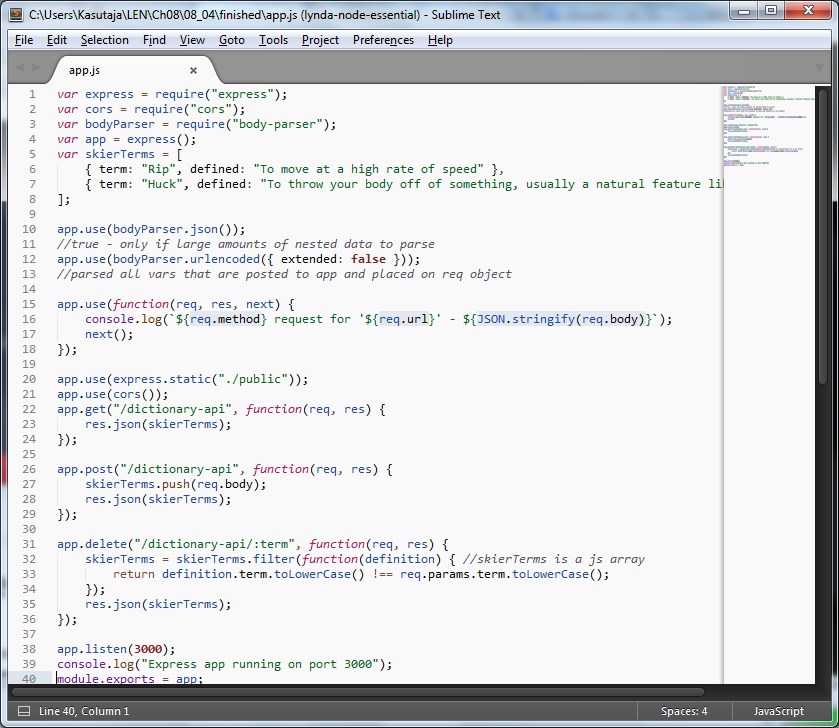 C:\Users\Kasutaja\LEN\Ch08\08_04\finished\app.js (lynda-node-essential) - Sublime Text
File Edit Selection Find View Goto Tools Project Preferences Help
app.js ×
1 var express = require("express");
2 var cors = require("cors");
3 var bodyParser = require("body-parser");
4 var app = express();
5 var skierTerms = [
6     { term: "Rip", defined: "To move at a high rate of speed" },
7     { term: "Huck", defined: "To throw your body off of something, usually a natural feature li
8 ];
9
10 app.use(bodyParser.json());
11 //true - only if large amounts of nested data to parse
12 app.use(bodyParser.urlencoded({ extended: false }));
13 //parsed all vars that are posted to app and placed on req object
14
15 app.use(function(req, res, next) {
16     console.log(`${req.method} request for '${req.url}' - ${JSON.stringify(req.body)}`);
17     next();
18 });
19
20 app.use(express.static("./public"));
21 app.use(cors());
22 app.get("/dictionary-api", function(req, res) {
23     res.json(skierTerms);
24 });
25
26 app.post("/dictionary-api", function(req, res) {
27     skierTerms.push(req.body);
28     res.json(skierTerms);
29 });
30
31 app.delete("/dictionary-api/:term", function(req, res) {
32     skierTerms = skierTerms.filter(function(definition) { //skierTerms is a js array
33         return definition.term.toLowerCase() !== req.params.term.toLowerCase();
34     });
35     res.json(skierTerms);
36 });
37
38 app.listen(3000);
39 console.log("Express app running on port 3000");
40 module.exports = app;
Line 40, Column 1 Spaces: 4 JavaScript